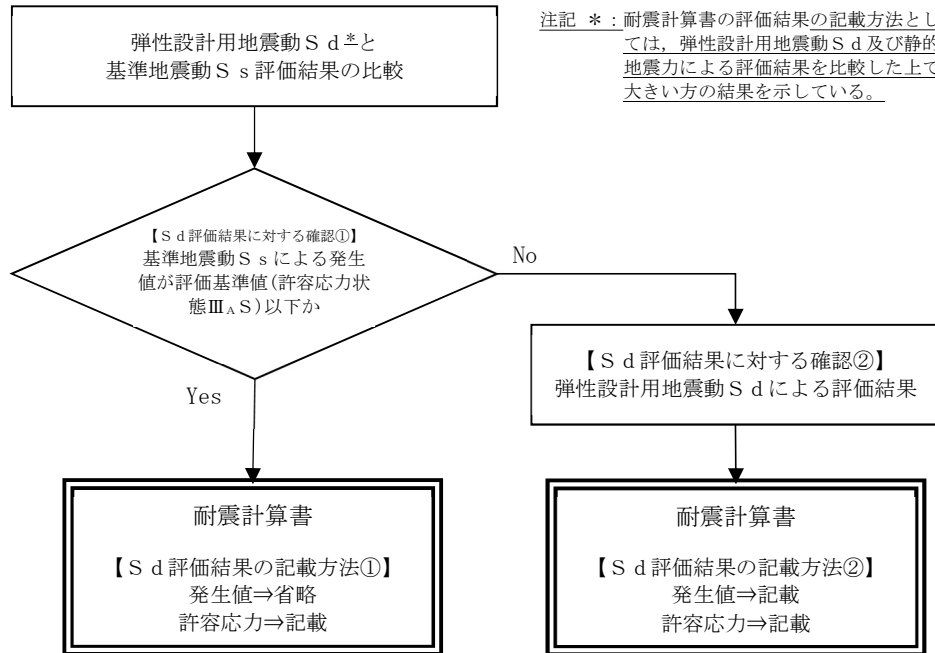 弾性設計用地震動Ｓｄ*と
基準地震動Ｓｓ評価結果の比較
注記 ＊：耐震計算書の評価結果の記載方法とし
ては，弾性設計用地震動Ｓｄ及び静的
地震力による評価結果を比較した上で
大きい方の結果を示している。
【Ｓｄ評価結果に対する確認①】
基準地震動Ｓｓによる発生
値が評価基準値(許容応力状
態ⅢAＳ)以下か
No
Yes
【Ｓｄ評価結果に対する確認②】
弾性設計用地震動Ｓｄによる評価結果
耐震計算書
【Ｓｄ評価結果の記載方法①】
発生値⇒省略
許容応力⇒記載
耐震計算書
【Ｓｄ評価結果の記載方法②】
発生値⇒記載
許容応力⇒記載